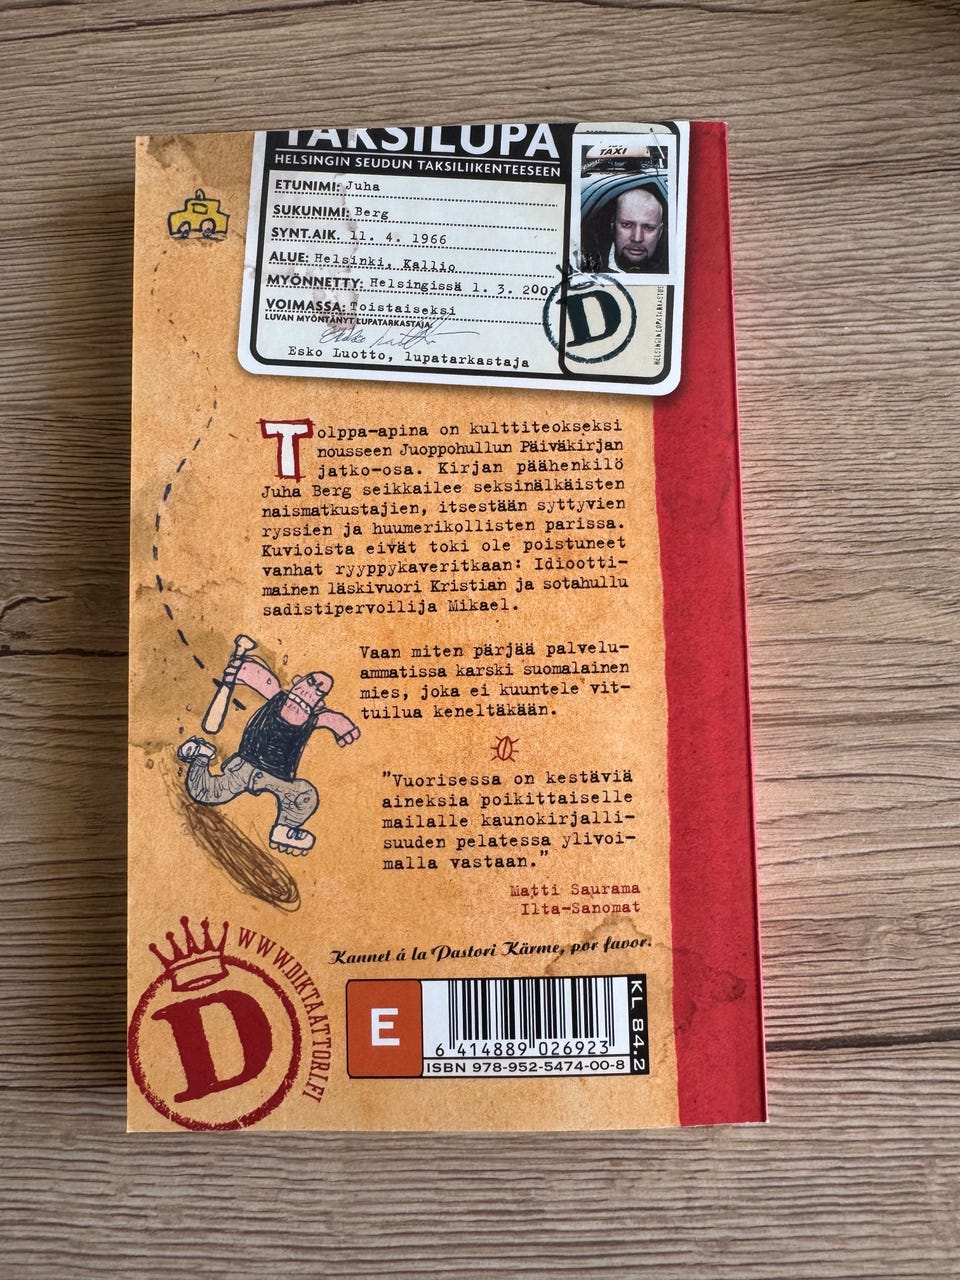 TAKSILUPA
HELSINGIN SEUDUN TAKSILIIKENTEESEEN
ETUNIMI: Juha
SUKUNIMI: Berg
SYNT.AIK. 11. 4. 1966
ALUE: Helsinki, Kallio
MYÖNNETTY: Helsingissä 1. 3. 2001
VOIMASSA: Toistaiseksi
LUVAN MYÖNTÄNYT LUPATARKASTAJA:
Esko Luotto, lupatarkastaja
TAXI
D
HELSINGIN LUPATARKASTUS
Tolppa-apina on kulttiteokseksi
nousseen Juoppohullun Päiväkirjan
jatko-osa. Kirjan päähenkilö
Juha Berg seikkailee seksinälkäisten
naismatkustajien, itsestään syttyvien
ryssien ja huumerikollisten parissa.
Kuvioista eivät toki ole poistuneet
vanhat ryyppykaveritkaan: Idiootti-
mainen läskivuori Kristian ja sotahullu
sadistipervoilija Mikael.
Vaan miten pärjää palvelu-
ammatissa karski suomalainen
mies, joka ei kuuntele vit-
tuilua keneltäkään.
"Vuorisessa on kestäviä
aineksia poikittaiselle
mailalle kaunokirjalli-
suuden pelatessa ylivoi-
malla vastaan."
Matti Saurama
Ilta-Sanomat
Kannet á la Pastori Kärme, por favor.
WWW.DIKTAATTORI.FI
D
E
6 414889 026923
ISBN 978-952-5474-00-8
KL 84.2